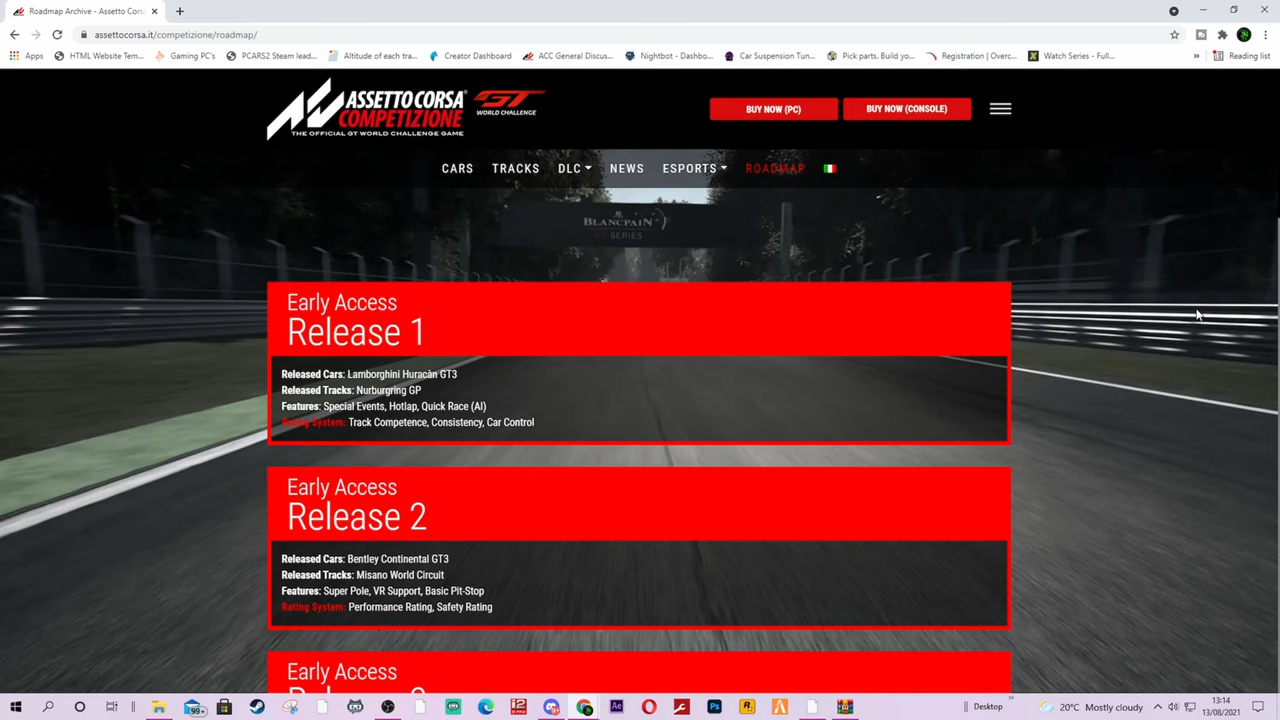 Roadmap Archive - Assetto Cors
assettocorsa.it/competizione/roadmap/
Apps
HTML Website Tem...
Gaming PC's
PCARS2 Steam lead...
Altitude of each tra...
Creator Dashboard
ACC General Discus...
Nightbot - Dashbo...
Car Suspension Tun...
Pick parts. Build yo...
Registration | Overc...
Watch Series - Full...
»
Reading list
ASSETTO CORSA
COMPETIZIONE
THE OFFICIAL GT WORLD CHALLENGE GAME
GT
WORLD CHALLENGE
BUY NOW (PC)
BUY NOW (CONSOLE)
CARS
TRACKS
DLC
NEWS
ESPORTS
ROADMAP
BLANCPAIN
GT SERIES
Early Access
Release 1
Released Cars: Lamborghini Huracàn GT3
Released Tracks: Nurburgring GP
Features: Special Events, Hotlap, Quick Race (AI)
Rating System: Track Competence, Consistency, Car Control
Early Access
Release 2
Released Cars: Bentley Continental GT3
Released Tracks: Misano World Circuit
Features: Super Pole, VR Support, Basic Pit-Stop
Rating System: Performance Rating, Safety Rating
Early Access
99+
Desktop
»
20°C Mostly cloudy
13:14
13/08/2021